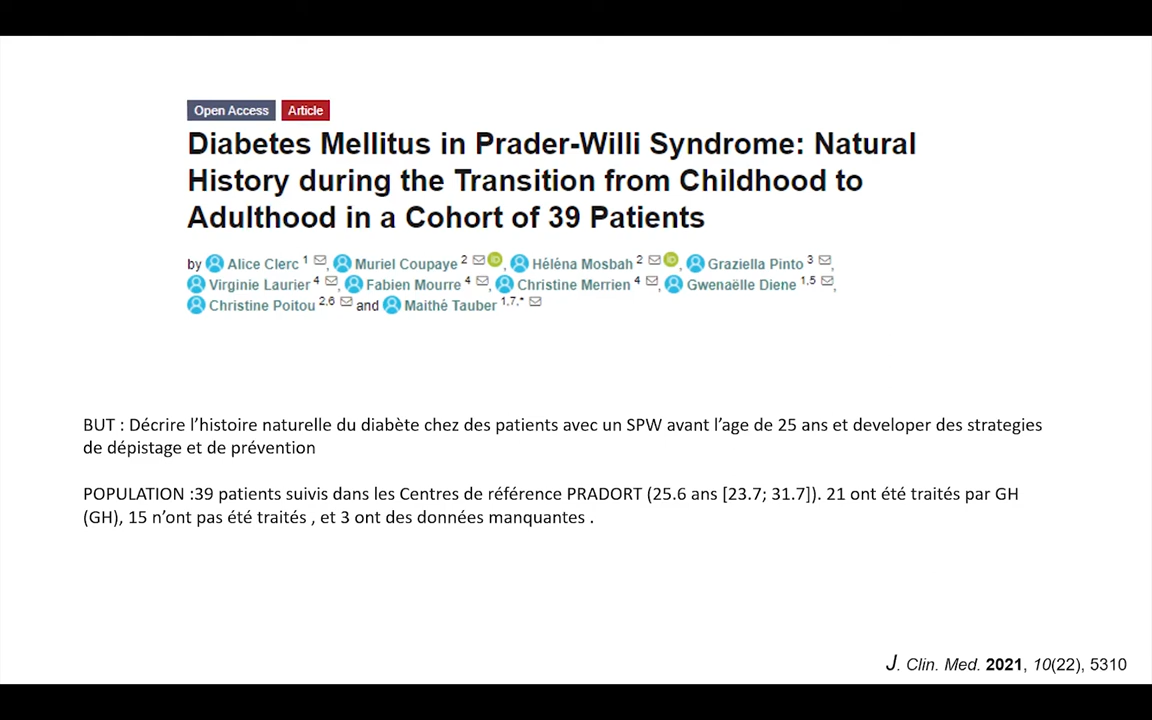 Open Access Article
Diabetes Mellitus in Prader-Willi Syndrome: Natural
History during the Transition from Childhood to
Adulthood in a Cohort of 39 Patients
by Alice Clerc 1, Muriel Coupaye 2 iD, Héléna Mosbah 2 iD, Graziella Pinto 3,
Virginie Laurier 4, Fabien Mourre 4, Christine Merrien 4, Gwenaëlle Diene 1,5,
Christine Poitou 2,6 and Maithé Tauber 1,7,*
BUT : Décrire l’histoire naturelle du diabète chez des patients avec un SPW avant l’age de 25 ans et developer des strategies
de dépistage et de prévention
POPULATION :39 patients suivis dans les Centres de référence PRADORT (25.6 ans [23.7; 31.7]). 21 ont été traités par GH
(GH), 15 n’ont pas été traités , et 3 ont des données manquantes .
J. Clin. Med. 2021, 10(22), 5310